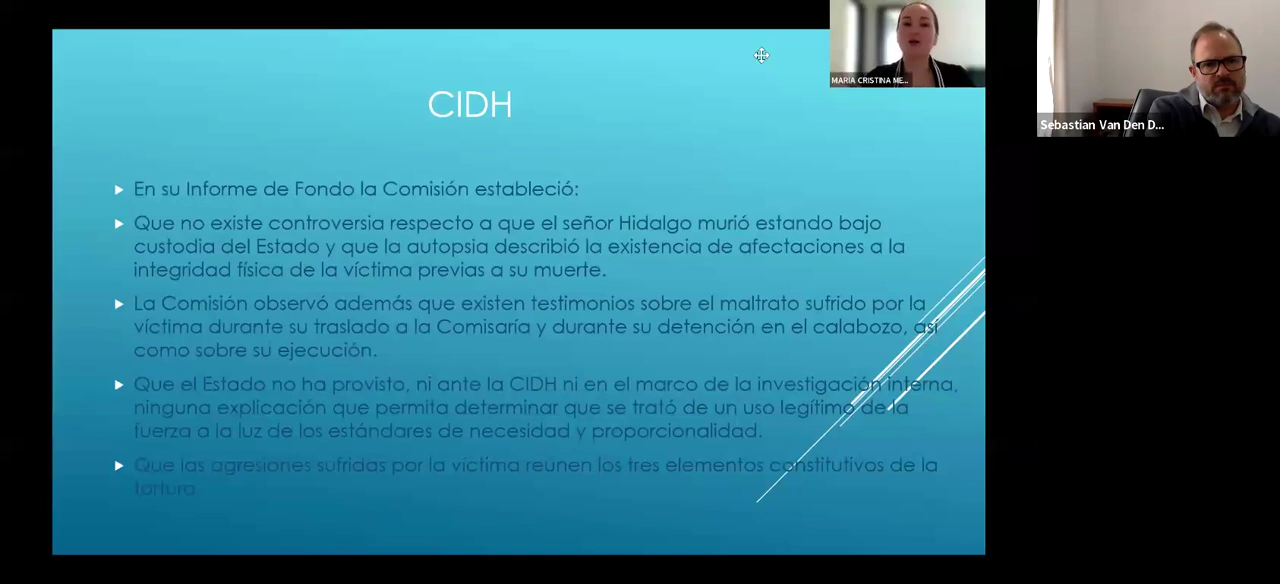 MARIA CRISTINA ME...
Sebastian Van Den D...
CIDH
En su Informe de Fondo la Comisión estableció:
Que no existe controversia respecto a que el señor Hidalgo murió estando bajo
custodia del Estado y que la autopsia describió la existencia de afectaciones a la
integridad física de la víctima previas a su muerte.
La Comisión observó además que existen testimonios sobre el maltrato sufrido por la
víctima durante su traslado a la Comisaría y durante su detención en el calabozo, así
como sobre su ejecución.
Que el Estado no ha provisto, ni ante la CIDH ni en el marco de la investigación interna,
ninguna explicación que permita determinar que se trató de un uso legítimo de la
fuerza a la luz de los estándares de necesidad y proporcionalidad.
Que las agresiones sufridas por la víctima reúnen los tres elementos constitutivos de la
tortura